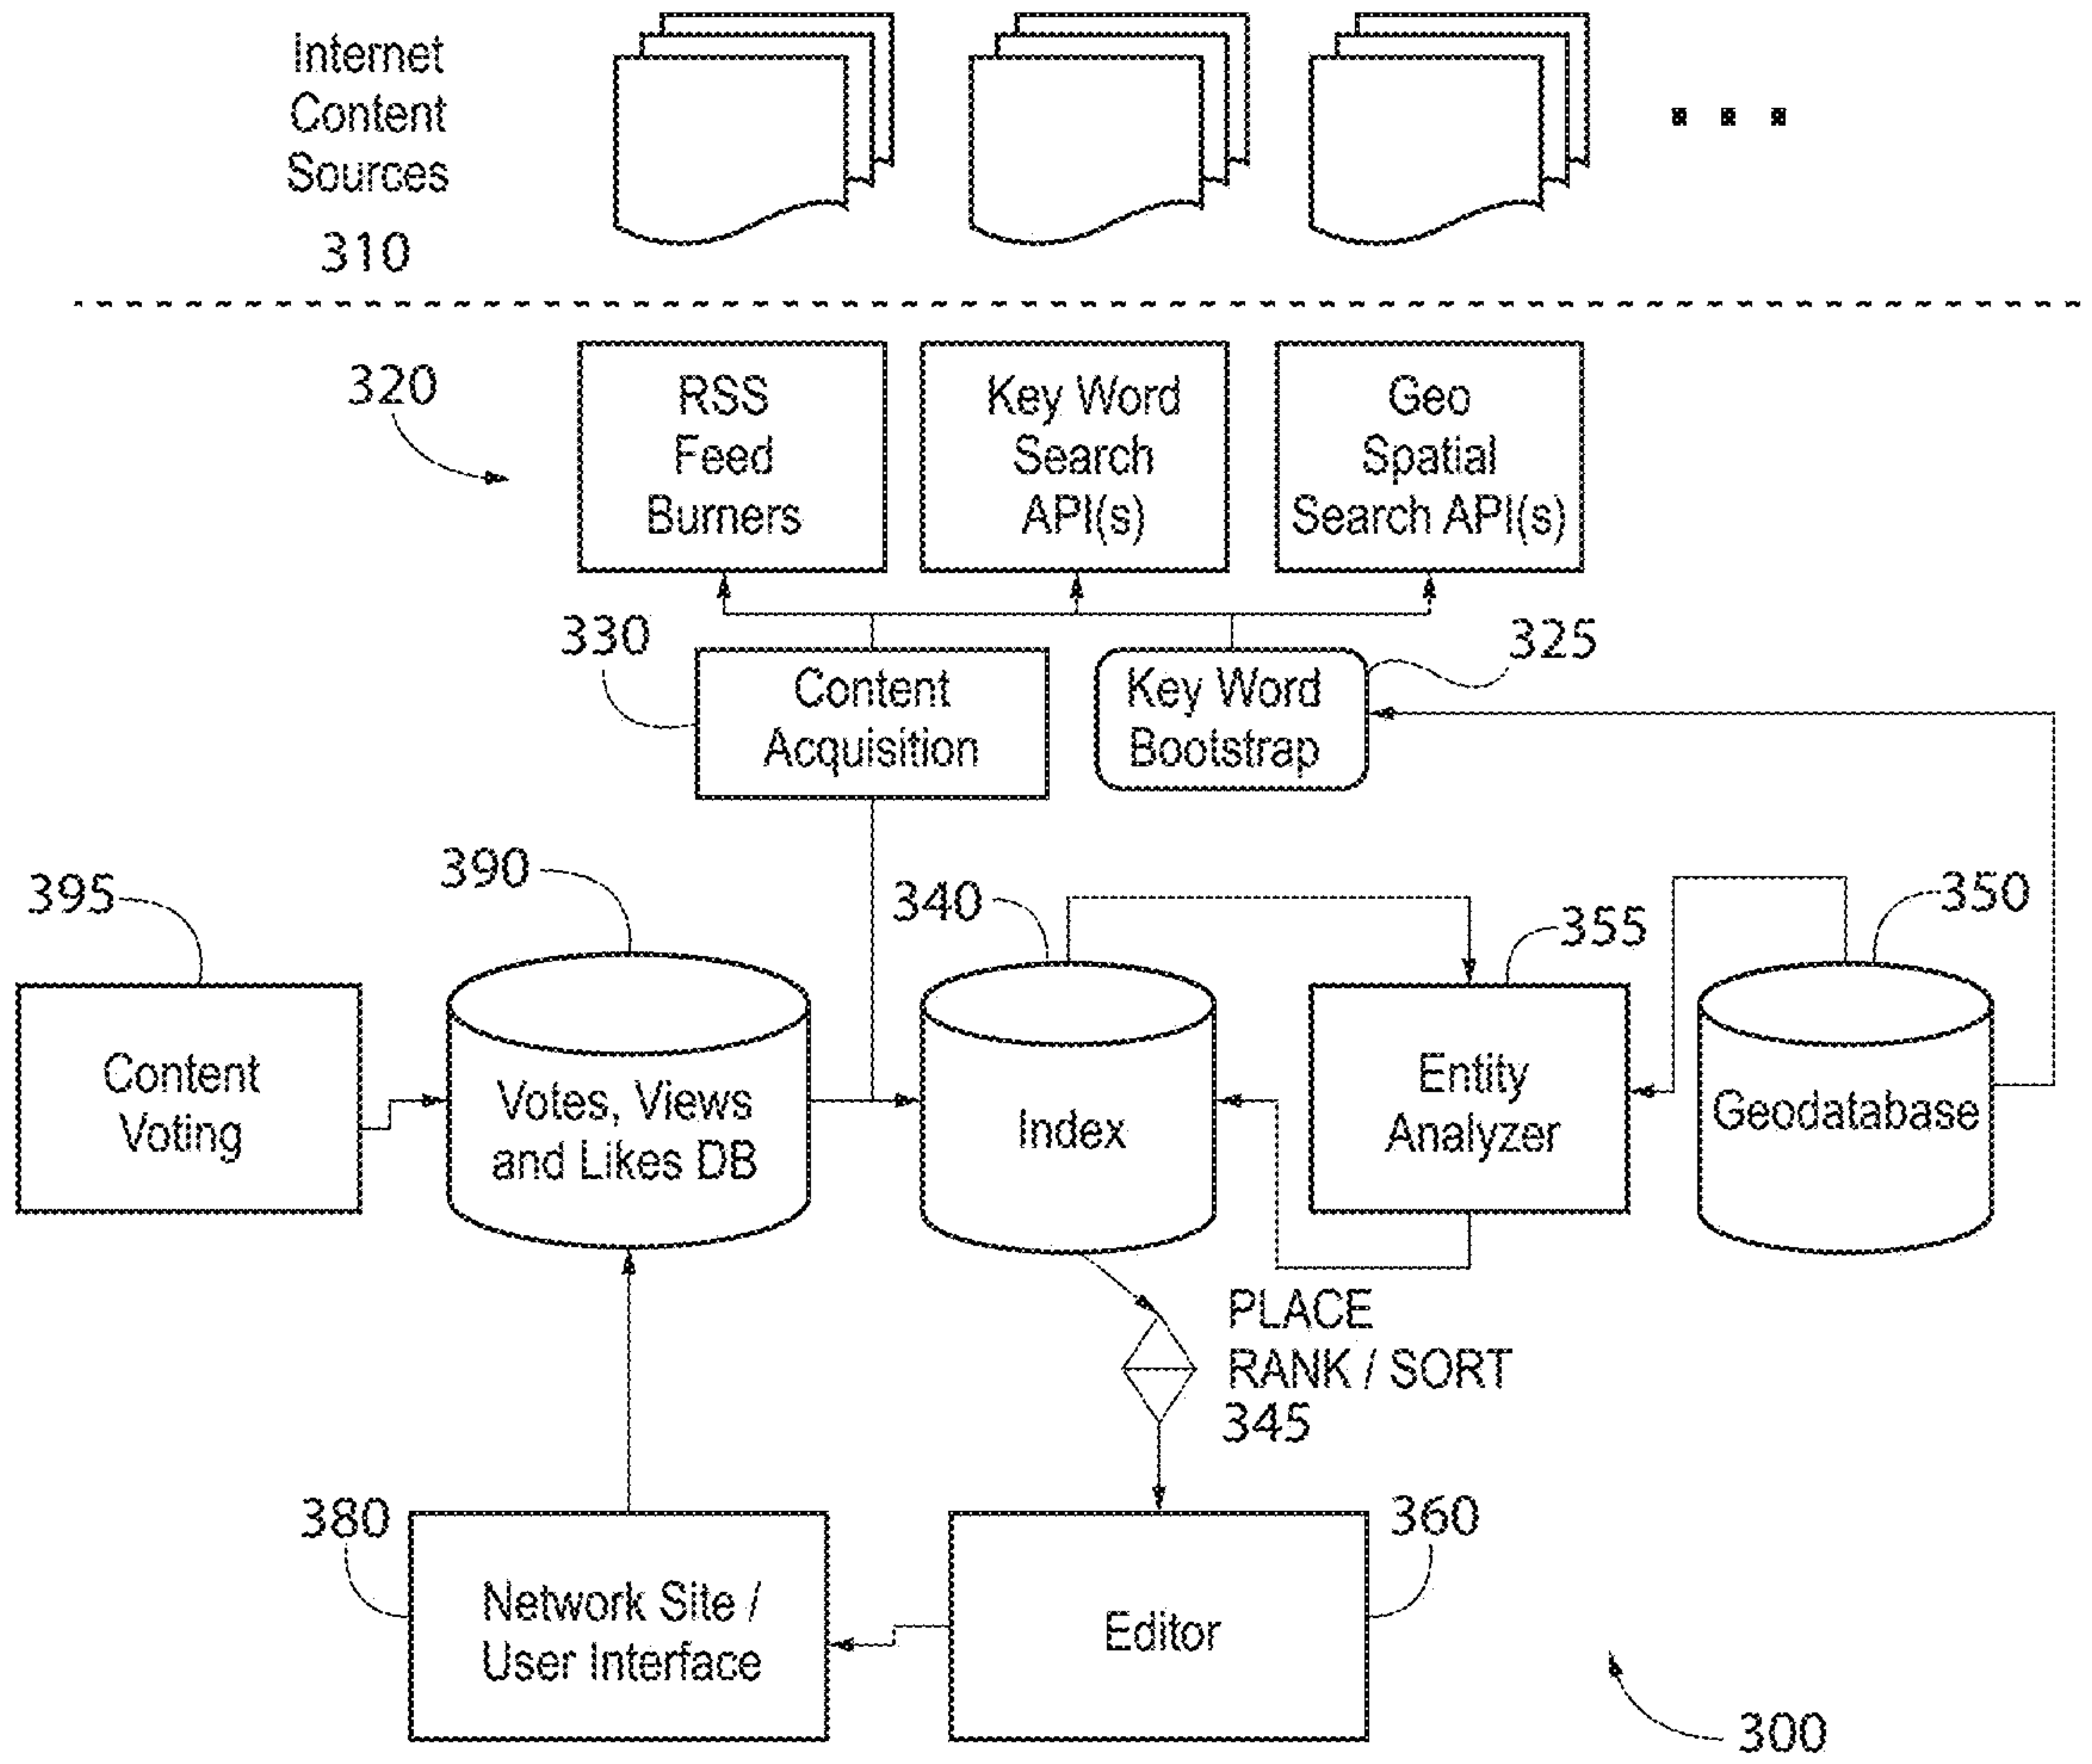 Internet
Content
Sources
310
320
RSS
Feed
Burners
Key Word
Search
API(s)
Geo
Spatial
Search API(s)
330
Content
Acquisition
Key Word
Bootstrap
325
395
390
340
355
350
Content
Voting
Votes, Views
and Likes DB
Index
Entity
Analyzer
Geodatabase
PLACE
RANK / SORT
345
380
Network Site /
User Interface
Editor
360
300